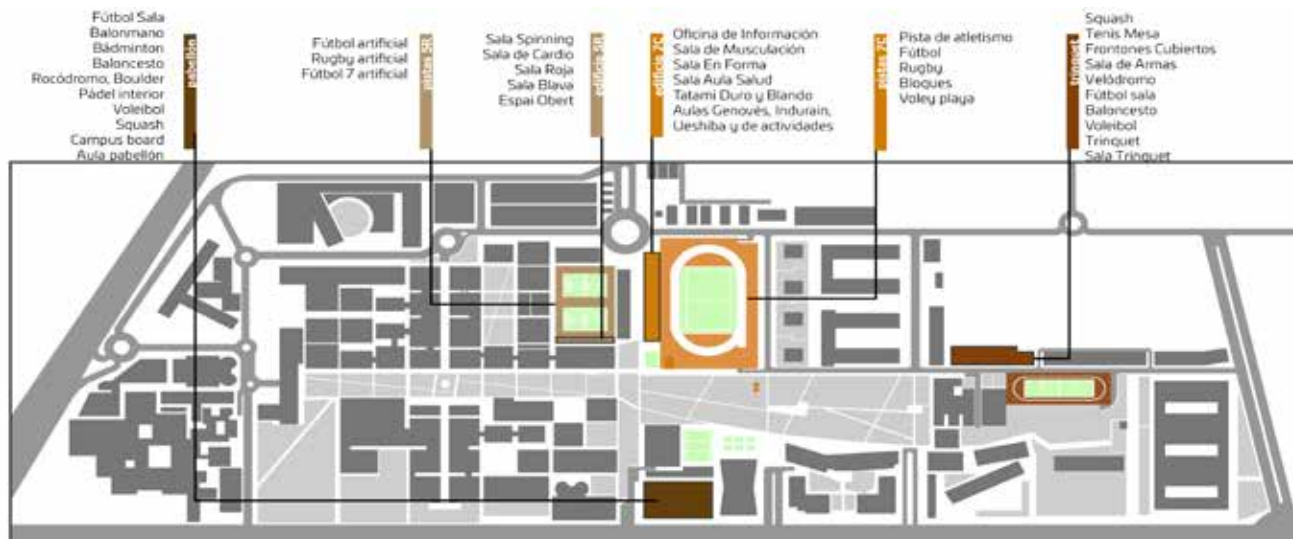 Fútbol Sala
Balonmano
Bádminton
Baloncesto
Rocódromo, Boulder
Pádel interior
Voleibol
Squash
Campus board
Aula pabellón
pabellón
Fútbol artificial
Rugby artificial
Fútbol 7 artificial
pistas 5R
Sala Spinning
Sala de Cardio
Sala Roja
Sala Blava
Espai Obert
edificio 5R
edificio 7C
Oficina de Información
Sala de Musculación
Sala En Forma
Sala Aula Salud
Tatami Duro y Blando
Aulas Genovés, Indurain,
Ueshiba y de actividades
pistas 7C
Pista de atletismo
Fútbol
Rugby
Bloques
Voley playa
trinquet
Squash
Tenis Mesa
Frontones Cubiertos
Sala de Armas
Velódromo
Fútbol sala
Baloncesto
Voleibol
Trinquet
Sala Trinquet